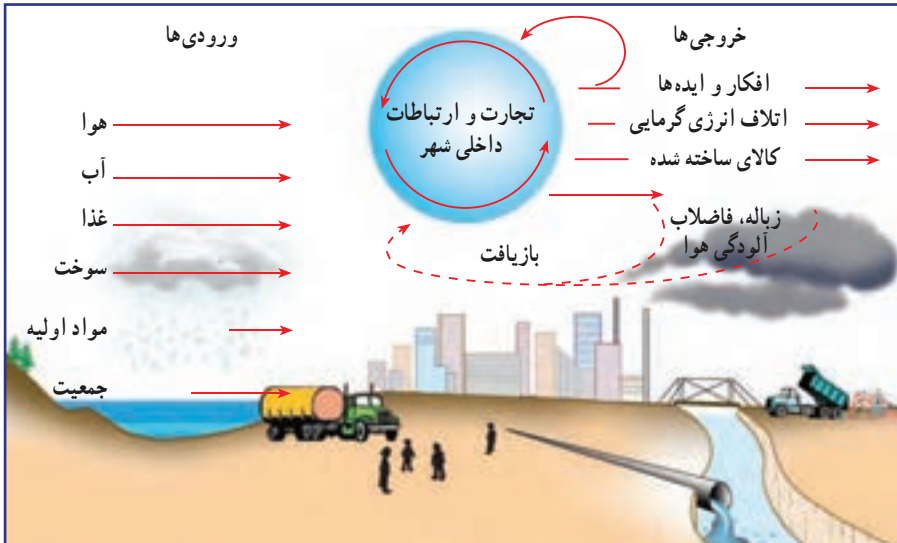 ورودی‌ها
هوا
آب
غذا
سوخت
مواد اولیه
جمعیت
تجارت و ارتباطات
داخلی شهر
خروجی‌ها
افکار و ایده‌ها
اتلاف انرژی گرمایی
کالای ساخته شده
زباله، فاضلاب
آلودگی هوا
بازیافت